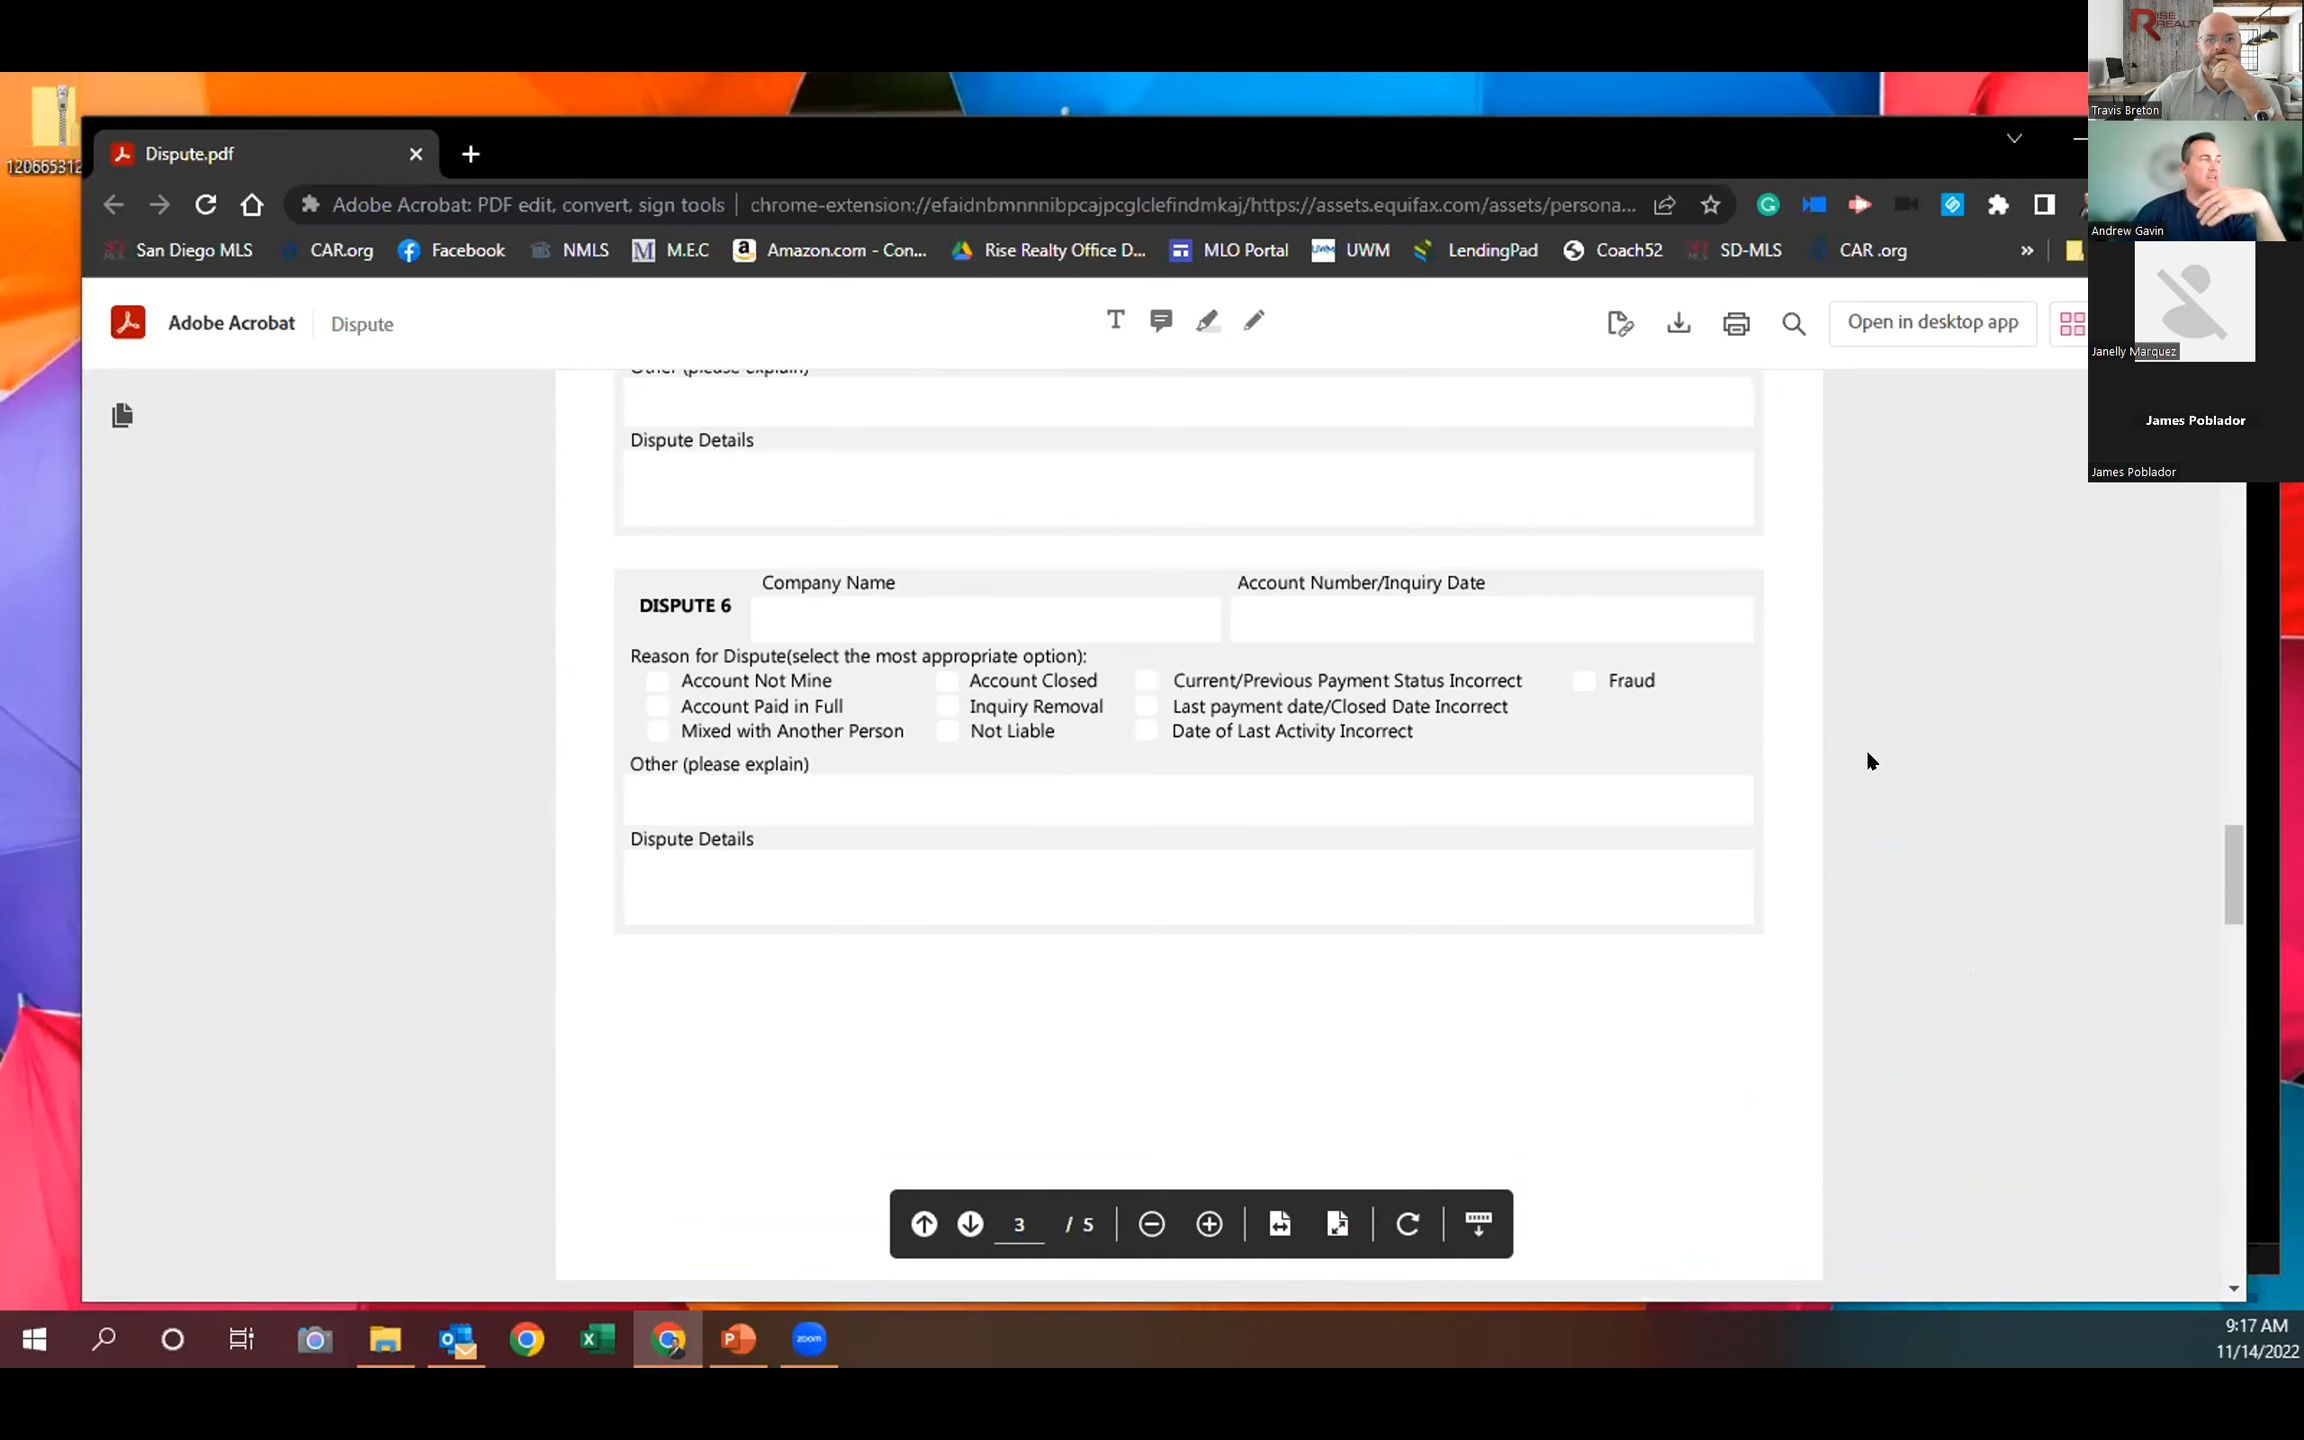 RISE
REALTY
Travis Breton
Andrew Gavin
Janelly Marquez
James Poblador
James Poblador
120665312
Dispute.pdf
Adobe Acrobat: PDF edit, convert, sign tools
chrome-extension://efaidnbmnnnibpcajpcglclefindmkaj/https://assets.equifax.com/assets/persona...
San Diego MLS
CAR.org
Facebook
NMLS
M.E.C
Amazon.com - Con...
Rise Realty Office D...
MLO Portal
UWM
LendingPad
Coach52
SD-MLS
CAR .org
»
Adobe Acrobat
Dispute
Open in desktop app
Other (please explain)
Dispute Details
DISPUTE 6
Company Name
Account Number/Inquiry Date
Reason for Dispute(select the most appropriate option):
Account Not Mine
Account Closed
Current/Previous Payment Status Incorrect
Fraud
Account Paid in Full
Inquiry Removal
Last payment date/Closed Date Incorrect
Mixed with Another Person
Not Liable
Date of Last Activity Incorrect
Other (please explain)
Dispute Details
3 / 5
zoom
9:17 AM
11/14/2022